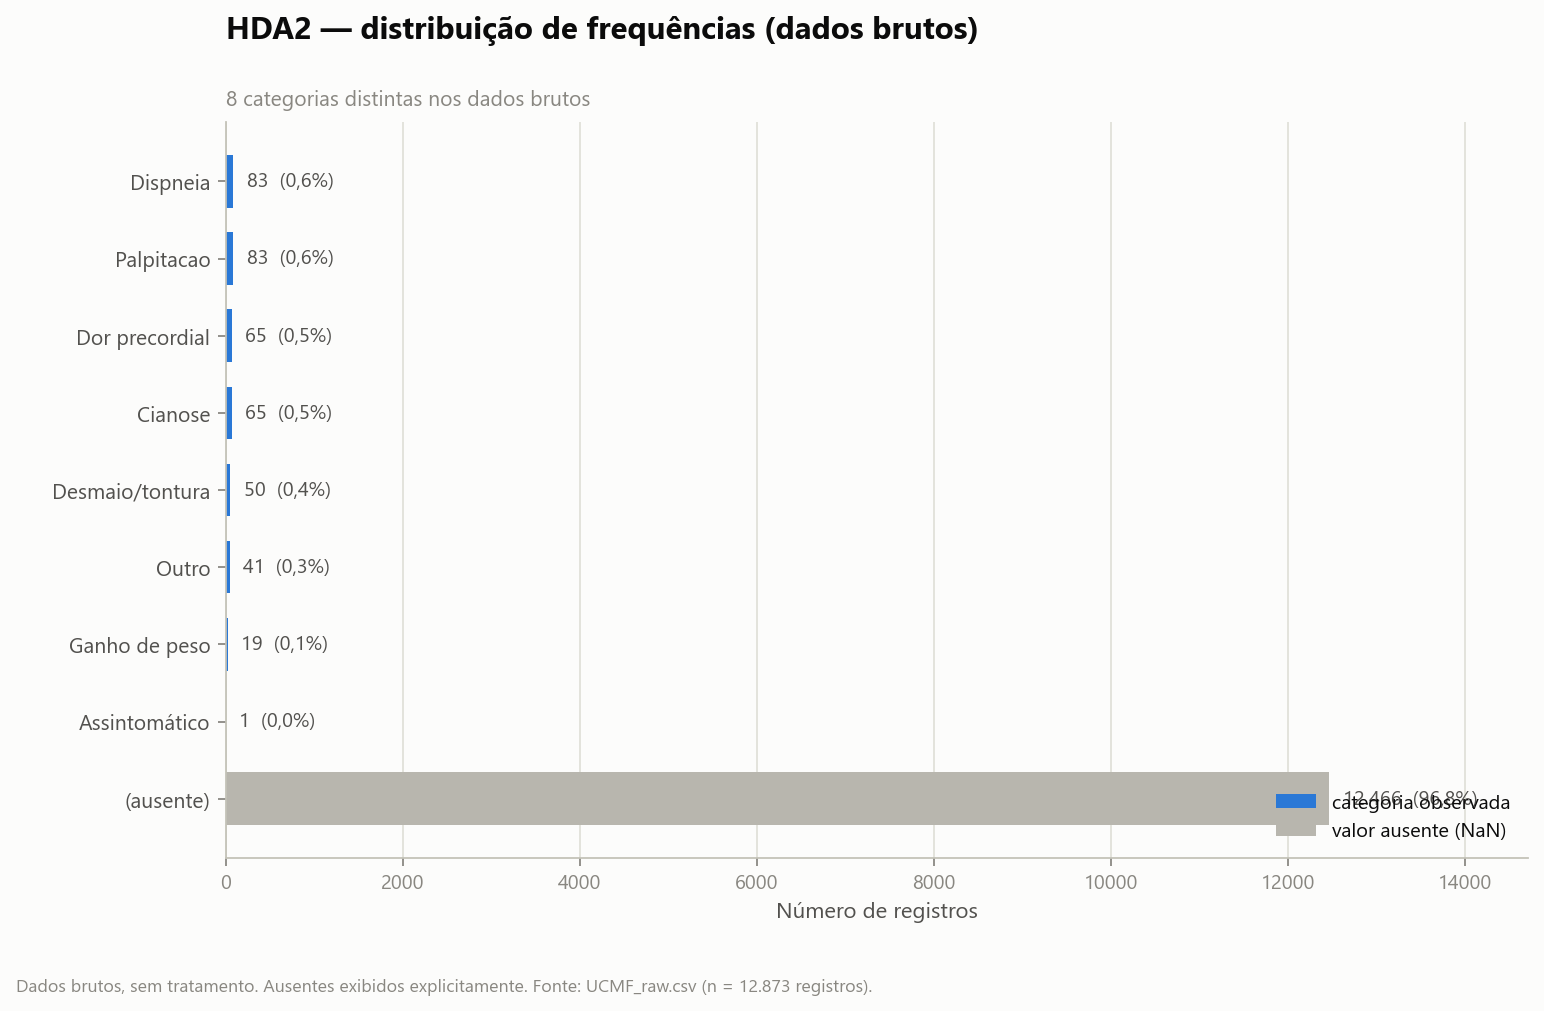 HDA2 — distribuição de frequências (dados brutos)
8 categorias distintas nos dados brutos
Dispneia 83 (0,6%)
Palpitacao 83 (0,6%)
Dor precordial 65 (0,5%)
Cianose 65 (0,5%)
Desmaio/tontura 50 (0,4%)
Outro 41 (0,3%)
Ganho de peso 19 (0,1%)
Assintomático 1 (0,0%)
(ausente) 12.466 (96,8%)
categoria observada
valor ausente (NaN)
0 2000 4000 6000 8000 10000 12000 14000
Número de registros
Dados brutos, sem tratamento. Ausentes exibidos explicitamente. Fonte: UCMF_raw.csv (n = 12.873 registros).